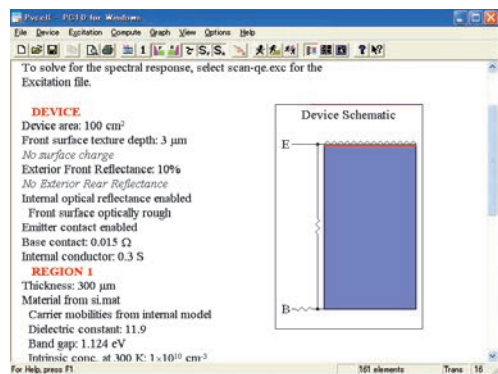 Pvcell - PC1D for Windows
File Device Excitation Compute Graph View Options Help
To solve for the spectral response, select scan-qe.exc for the
Excitation file.
DEVICE
Device area: 100 cm²
Front surface texture depth: 3 µm
No surface charge
Exterior Front Reflectance: 10%
No Exterior Rear Reflectance
Internal optical reflectance enabled
Front surface optically rough
Emitter contact enabled
Base contact: 0.015 Ω
Internal conductor: 0.3 S
REGION 1
Thickness: 300 µm
Material from si.mat
Carrier mobilities from internal model
Dielectric constant: 11.9
Band gap: 1.124 eV
Intrinsic conc. at 300 K: 1×10¹⁰ cm⁻³
Device Schematic
E
B
For Help, press F1
161 elements
Trans
16